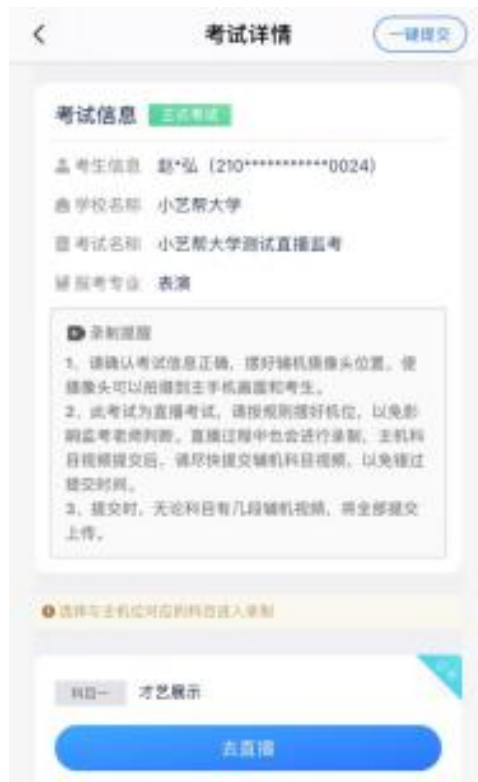 考试详情
一键提交
考试信息 正式考试
考生信息 赵*弘（210***********0024）
学校名称 小艺帮大学
考试名称 小艺帮大学测试直播监考
报考专业 表演
录制提醒
1、请确认考试信息正确，摆好辅机摄像头位置，使
摄像头可以拍摄到主手机画面和考生。
2、此考试为直播考试，请按规则摆好机位，以免影
响监考老师判断。直播过程中也会进行录制，主机科
目视频提交后，请尽快提交辅机科目视频，以免错过
提交时间。
3、提交时，无论科目有几段辅机视频，将全部提交
上传。
选择与主机位对应的科目进入录制
科目一 才艺展示
去直播